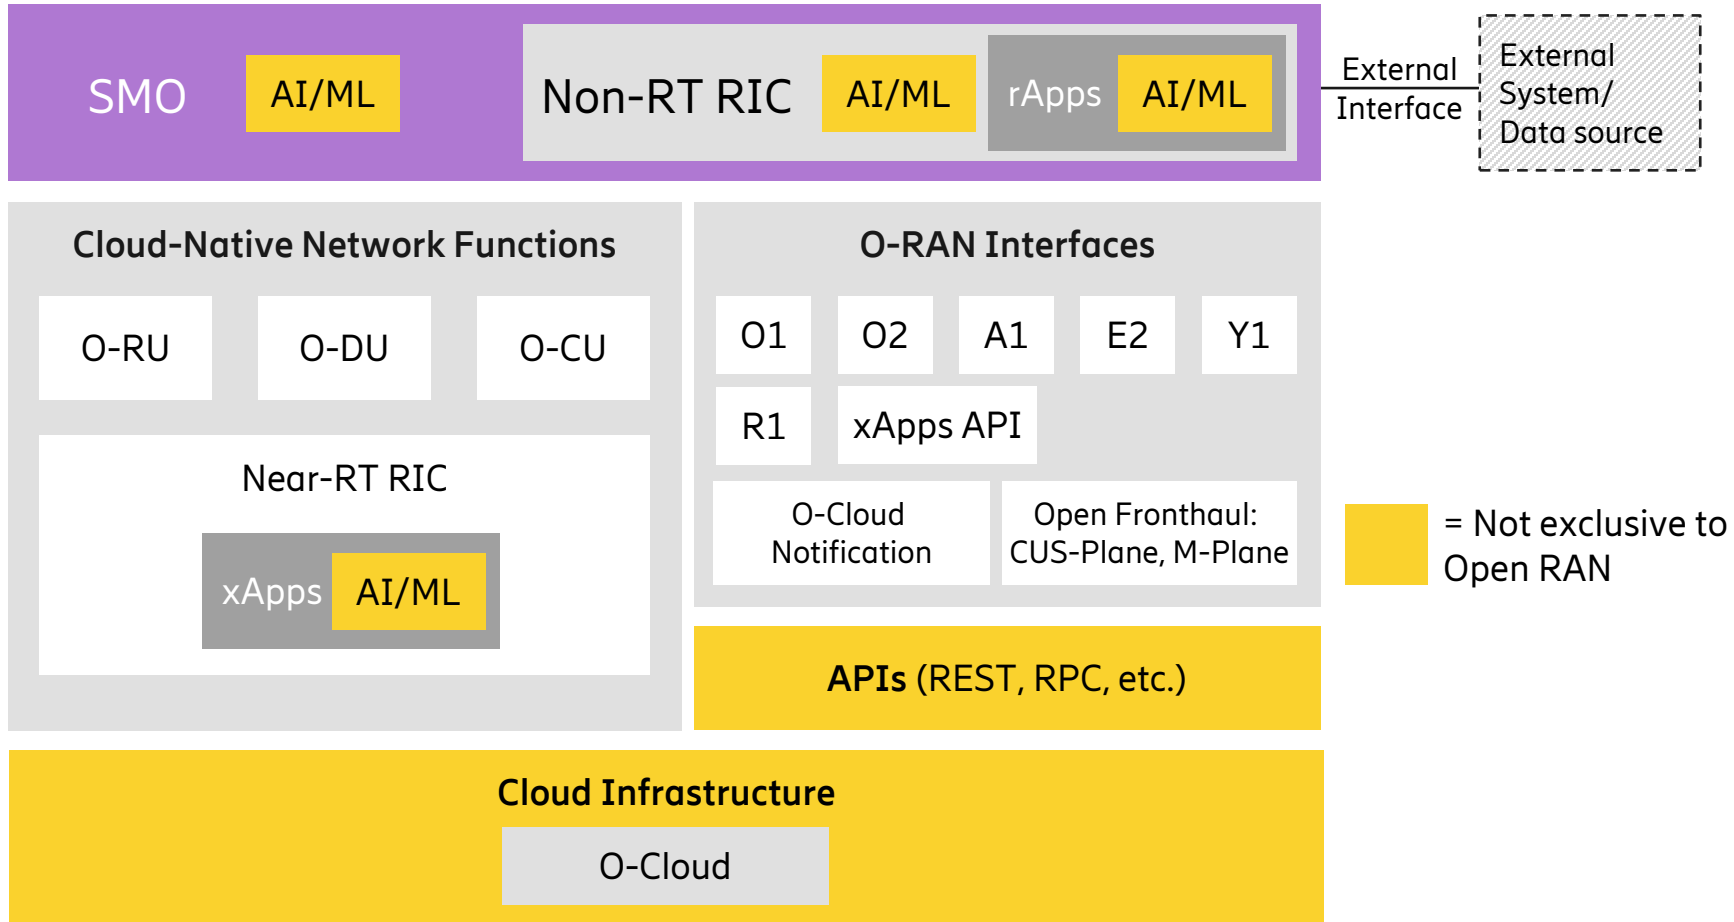 SMO
AI/ML
Non-RT RIC
AI/ML
rApps
AI/ML
External
Interface
External
System/
Data source
Cloud-Native Network Functions
O-RU
O-DU
O-CU
Near-RT RIC
xApps
AI/ML
O-RAN Interfaces
O1
O2
A1
E2
Y1
R1
xApps API
O-Cloud
Notification
Open Fronthaul:
CUS-Plane, M-Plane
= Not exclusive to
Open RAN
APIs (REST, RPC, etc.)
Cloud Infrastructure
O-Cloud